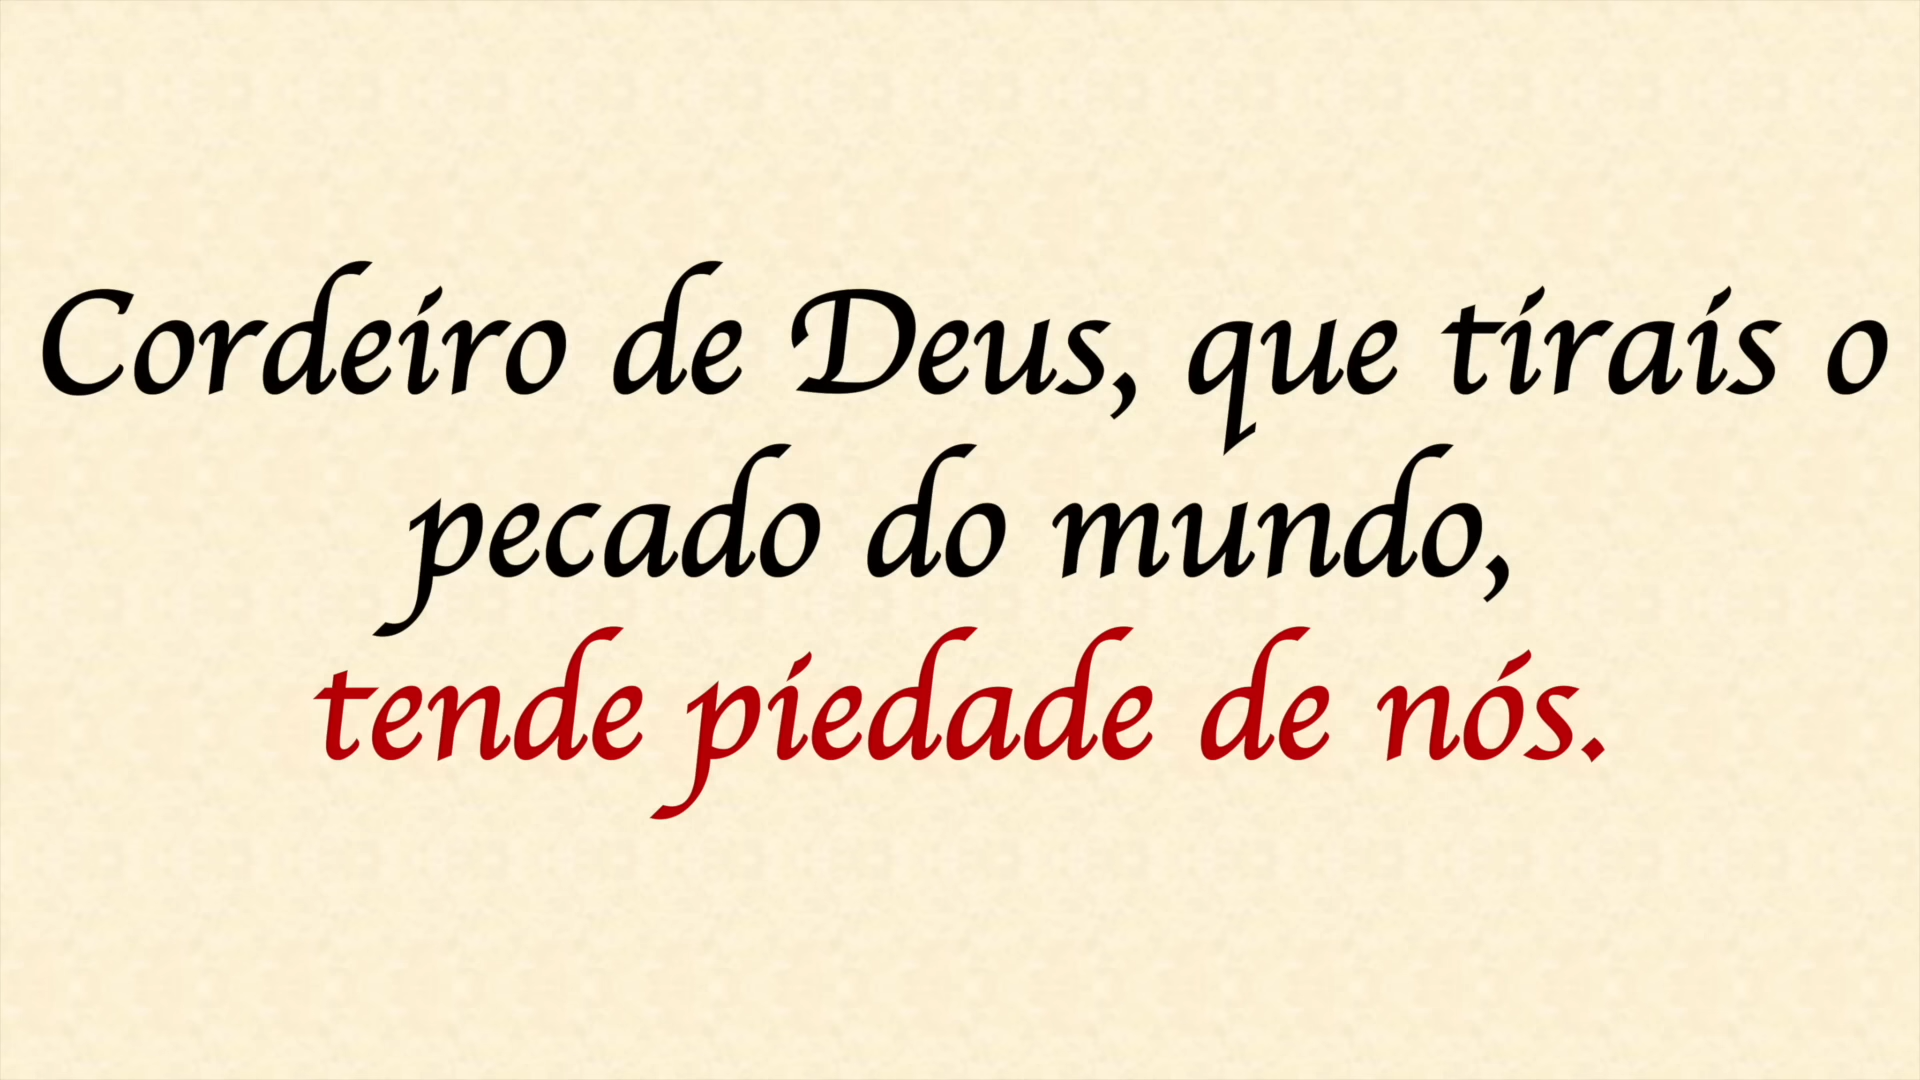 Cordeiro de Deus, que tirais o
pecado do mundo,
tende piedade de nós.